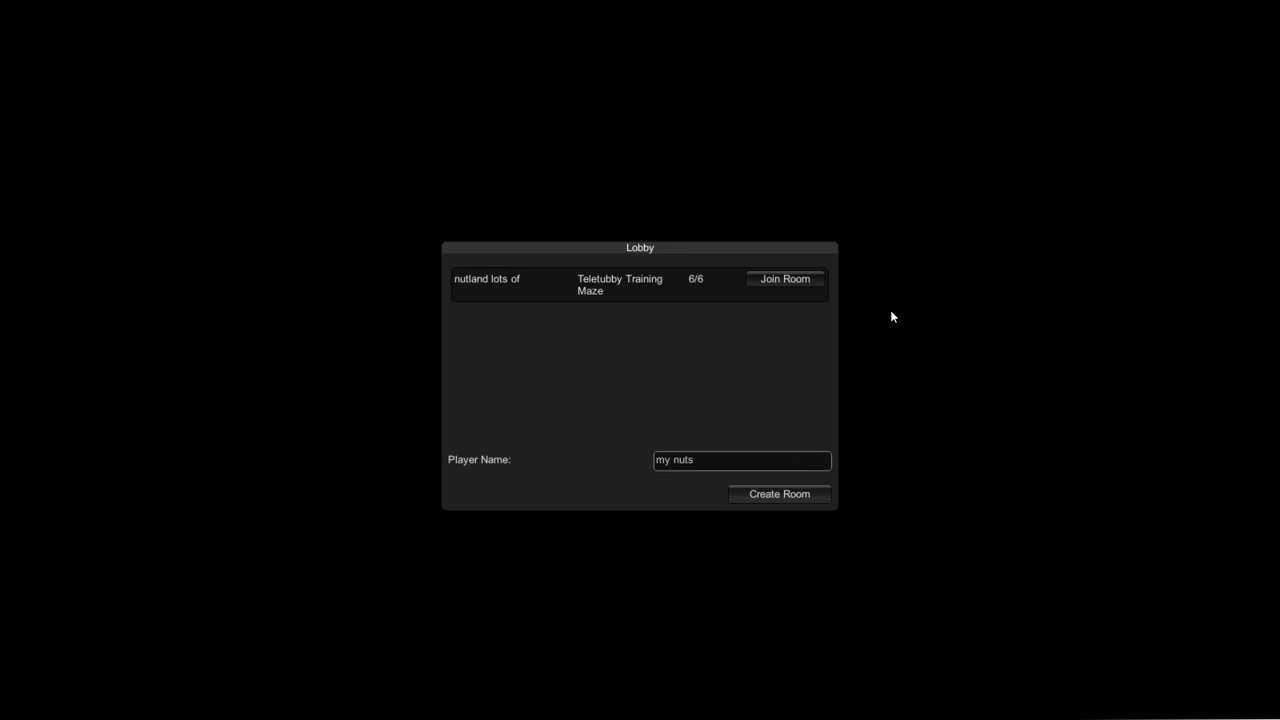 Lobby
nutland lots of Teletubby Training Maze 6/6 Join Room
Player Name: my nuts
Create Room